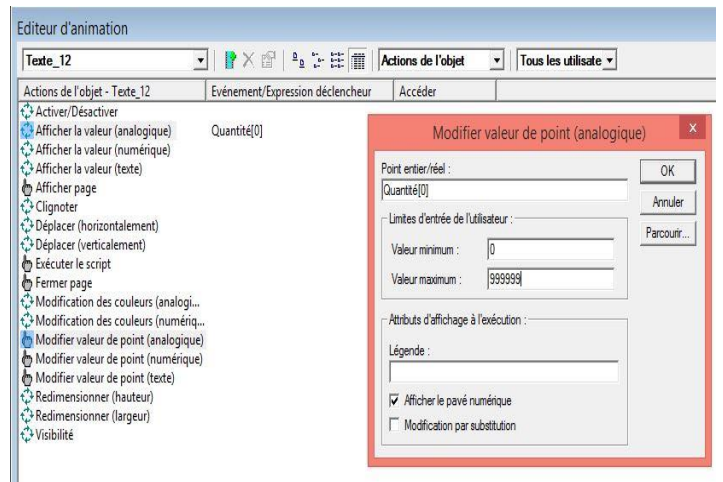 Editeur d'animation
Texte_12 Actions de l'objet Tous les utilisate
Actions de l'objet - Texte_12 Evénement/Expression déclencheur Accéder
Activer/Désactiver
Afficher la valeur (analogique) Quantité[0]
Afficher la valeur (numérique)
Afficher la valeur (texte)
Afficher page
Clignoter
Déplacer (horizontalement)
Déplacer (verticalement)
Exécuter le script
Fermer page
Modification des couleurs (analogi...
Modification des couleurs (numériq...
Modifier valeur de point (analogique)
Modifier valeur de point (numérique)
Modifier valeur de point (texte)
Redimensionner (hauteur)
Redimensionner (largeur)
Visibilité
Modifier valeur de point (analogique) x
Point entier/réel :
Quantité[0]
OK
Annuler
Parcourir...
Limites d'entrée de l'utilisateur :
Valeur minimum : 0
Valeur maximum : 999999
Attributs d'affichage à l'exécution :
Légende :
Afficher le pavé numérique
Modification par substitution